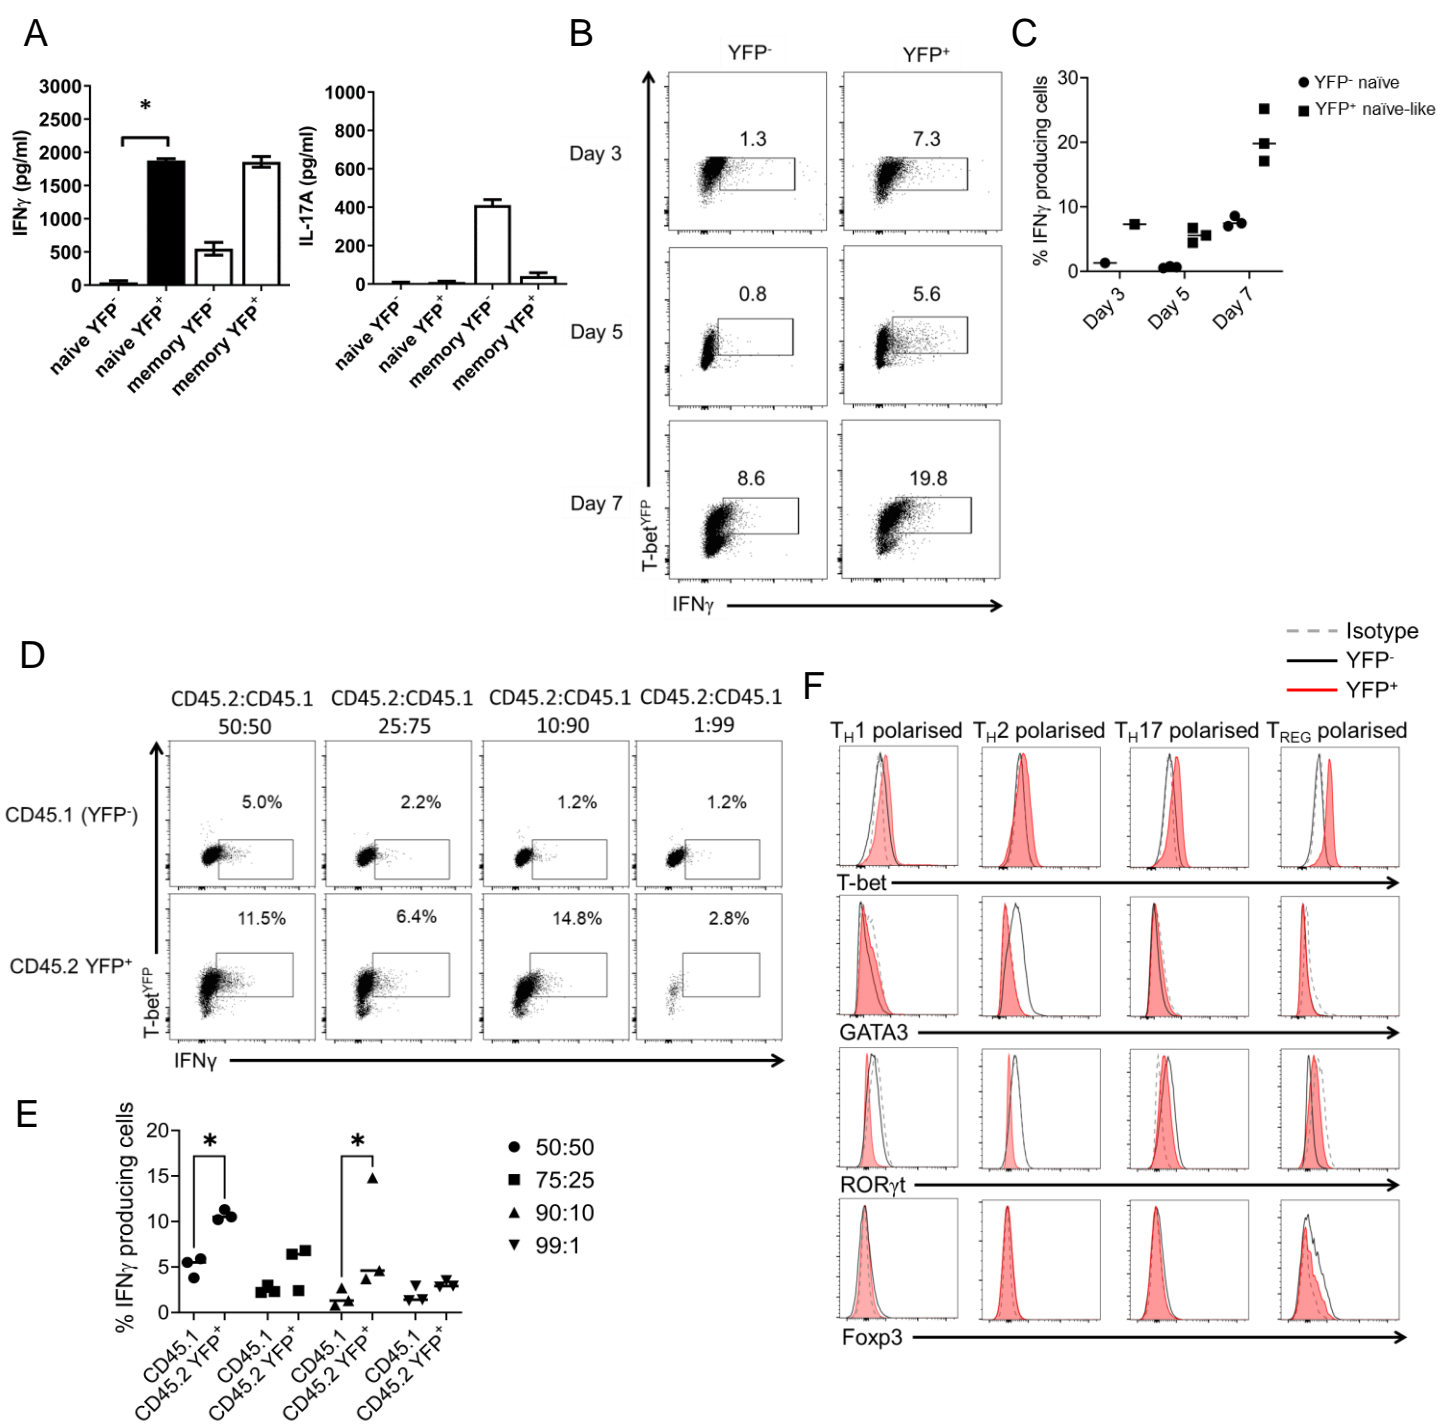 A
3000
2500
2000
1500
1000
500
0
IFNγ (pg/ml)
*
naive YFP-
naive YFP+
memory YFP-
memory YFP+
1000
800
600
400
200
0
IL-17A (pg/ml)
naive YFP-
naive YFP+
memory YFP-
memory YFP+
B
YFP- YFP+
Day 3
1.3 7.3
Day 5
0.8 5.6
Day 7
8.6 19.8
T-betYFP
IFNγ
C
30
20
10
0
% IFNγ producing cells
Day 3
Day 5
Day 7
YFP- naïve
YFP+ naïve-like
D
CD45.2:CD45.1 CD45.2:CD45.1 CD45.2:CD45.1 CD45.2:CD45.1
50:50 25:75 10:90 1:99
CD45.1 (YFP-)
5.0% 2.2% 1.2% 1.2%
CD45.2 YFP+
11.5% 6.4% 14.8% 2.8%
T-betYFP
IFNγ
E
20
15
10
5
0
% IFNγ producing cells
* *
CD45.1
CD45.2 YFP+
CD45.1
CD45.2 YFP+
CD45.1
CD45.2 YFP+
CD45.1
CD45.2 YFP+
50:50
75:25
90:10
99:1
F
Isotype
YFP-
YFP+
TH1 polarised TH2 polarised TH17 polarised TREG polarised
T-bet
GATA3
RORγt
Foxp3